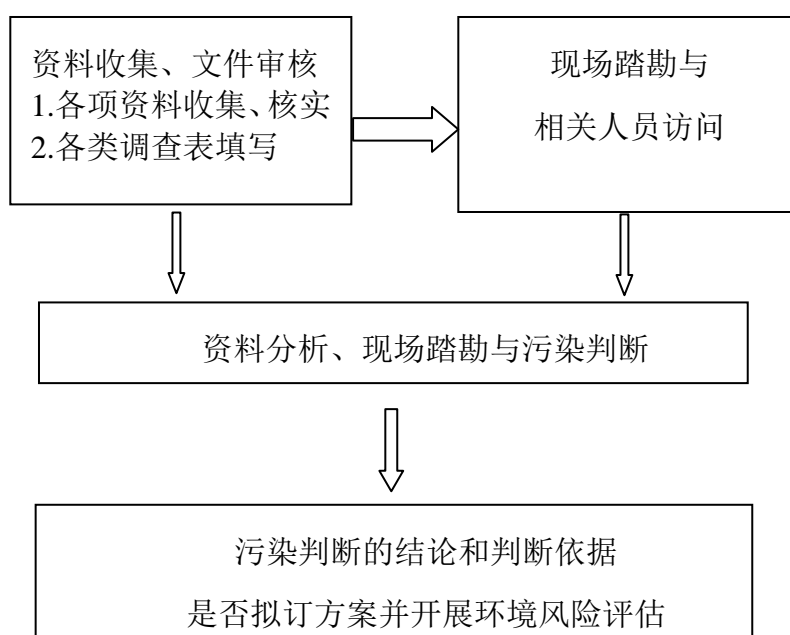 资料收集、文件审核
1.各项资料收集、核实
2.各类调查表填写
现场踏勘与
相关人员访问
资料分析、现场踏勘与污染判断
污染判断的结论和判断依据
是否拟订方案并开展环境风险评估